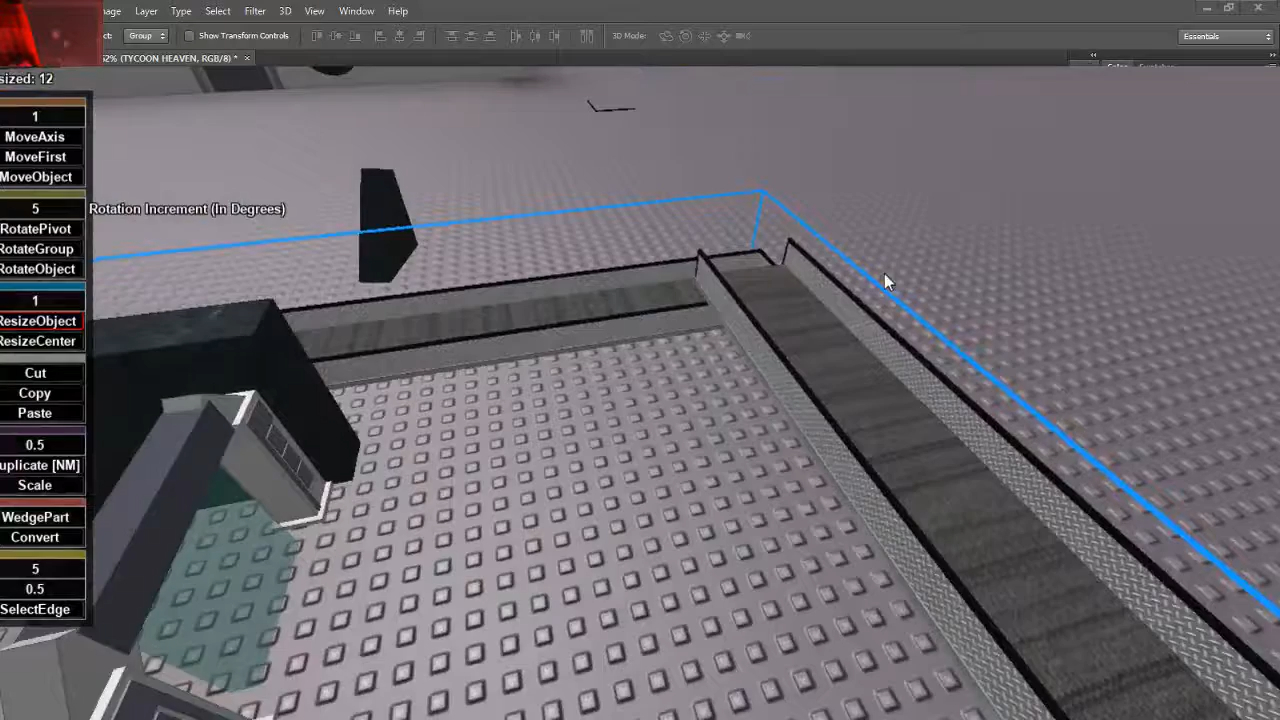 age Layer Type Select Filter 3D View Window Help
Group Show Transform Controls 3D Mode: Essentials
52% (TYCOON HEAVEN, RGB/8) * ×
sized: 12
1
MoveAxis
MoveFirst
MoveObject
5 Rotation Increment (In Degrees)
RotatePivot
RotateGroup
RotateObject
1
ResizeObject
ResizeCenter
Cut
Copy
Paste
0.5
uplicate [NM]
Scale
WedgePart
Convert
5
0.5
SelectEdge